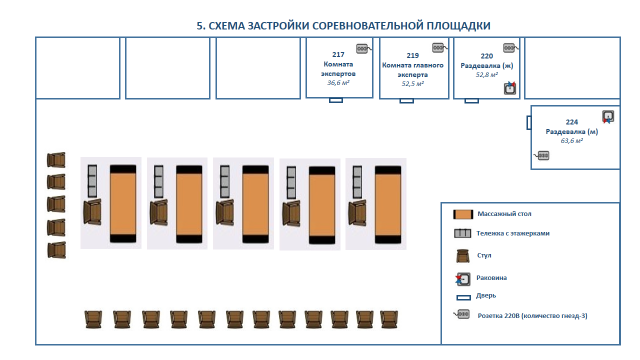 5. СХЕМА ЗАСТРОЙКИ СОРЕВНОВАТЕЛЬНОЙ ПЛОЩАДКИ
217
Комната
экспертов
36,6 м²
219
Комната главного
эксперта
52,5 м²
220
Раздевалка (ж)
52,8 м²
224
Раздевалка (м)
63,6 м²
Массажный стол
Тележка с этажерками
Стул
Раковина
Дверь
Розетка 220В (количество гнезд-3)